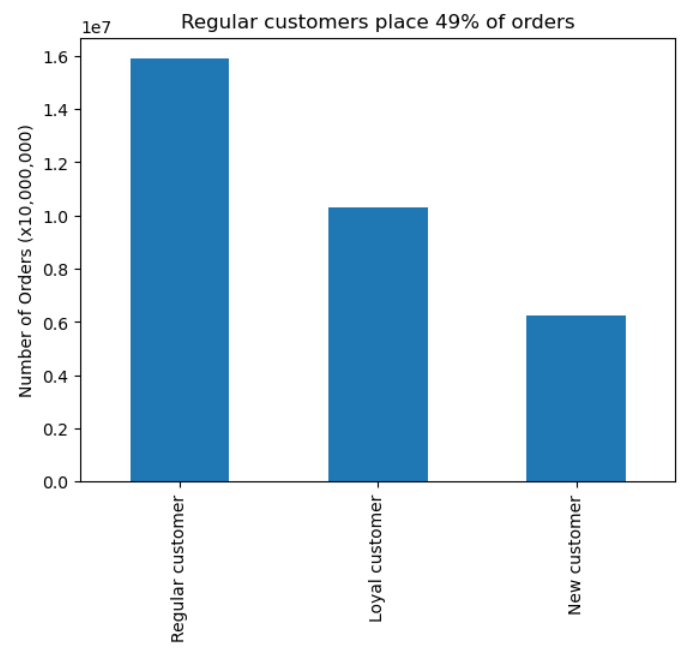 Regular customers place 49% of orders
1e7
Number of Orders (x10,000,000)
1.6
1.4
1.2
1.0
0.8
0.6
0.4
0.2
0.0
Regular customer
Loyal customer
New customer